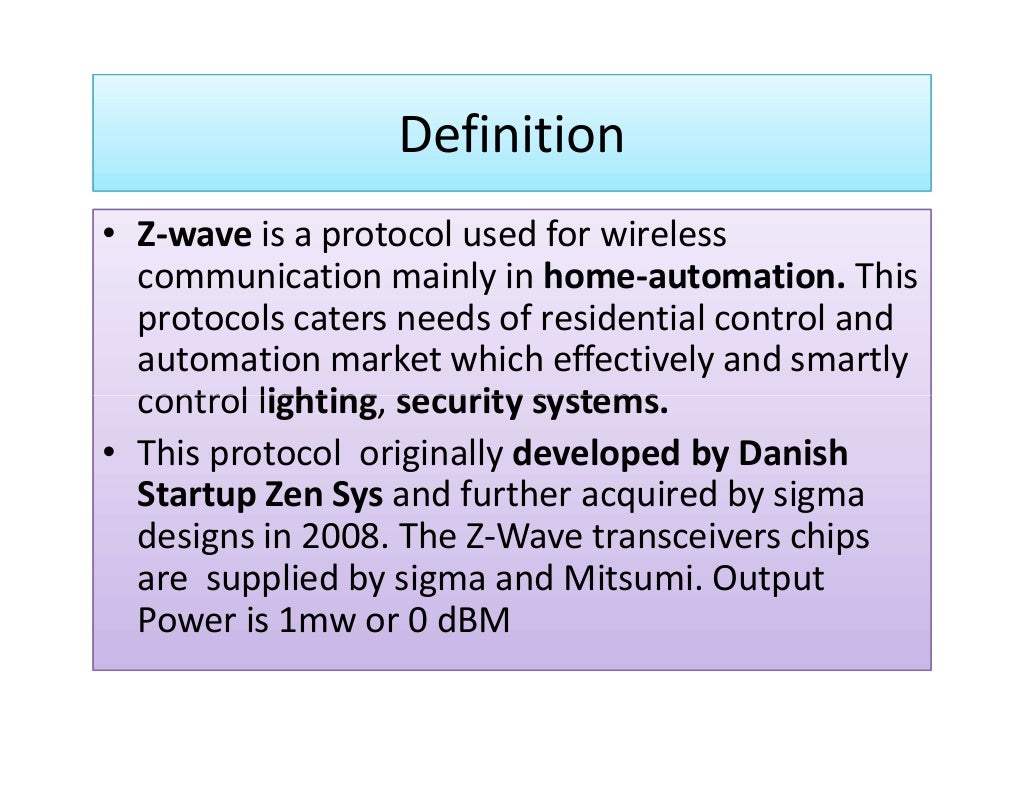 Definition
• Z-wave is a protocol used for wireless
communication mainly in home-automation. This
protocols caters needs of residential control and
automation market which effectively and smartly
control lighting, security systems.
• This protocol  originally developed by Danish
Startup Zen Sys and further acquired by sigma
designs in 2008. The Z-Wave transceivers chips
are  supplied by sigma and Mitsumi. Output
Power is 1mw or 0 dBM